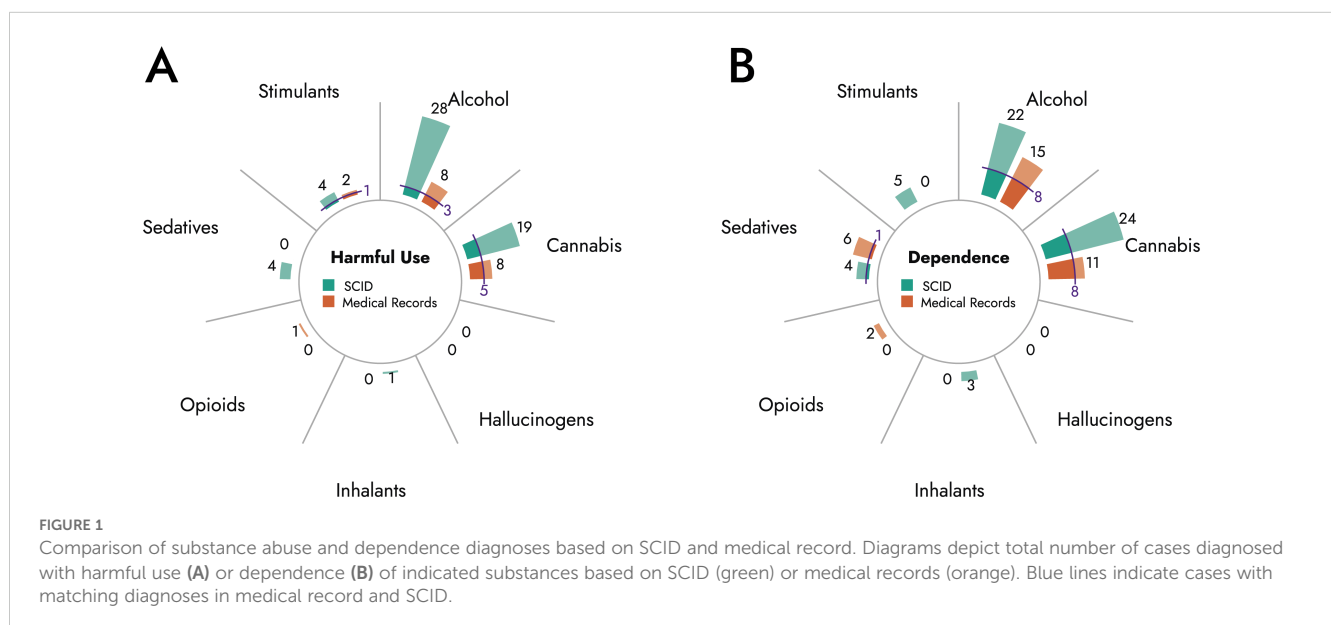 A
B
Stimulants
Alcohol
28
8
3
4
2
1
Sedatives
0
4
Harmful Use
SCID
Medical Records
19
8
5
Cannabis
1
0
0
0
Opioids
0
1
Hallucinogens
Inhalants
Stimulants
Alcohol
22
15
8
5
0
Sedatives
6
1
4
Dependence
SCID
Medical Records
24
Cannabis
11
8
2
0
0
0
Opioids
0
3
Hallucinogens
Inhalants
FIGURE 1
Comparison of substance abuse and dependence diagnoses based on SCID and medical record. Diagrams depict total number of cases diagnosed
with harmful use (A) or dependence (B) of indicated substances based on SCID (green) or medical records (orange). Blue lines indicate cases with
matching diagnoses in medical record and SCID.